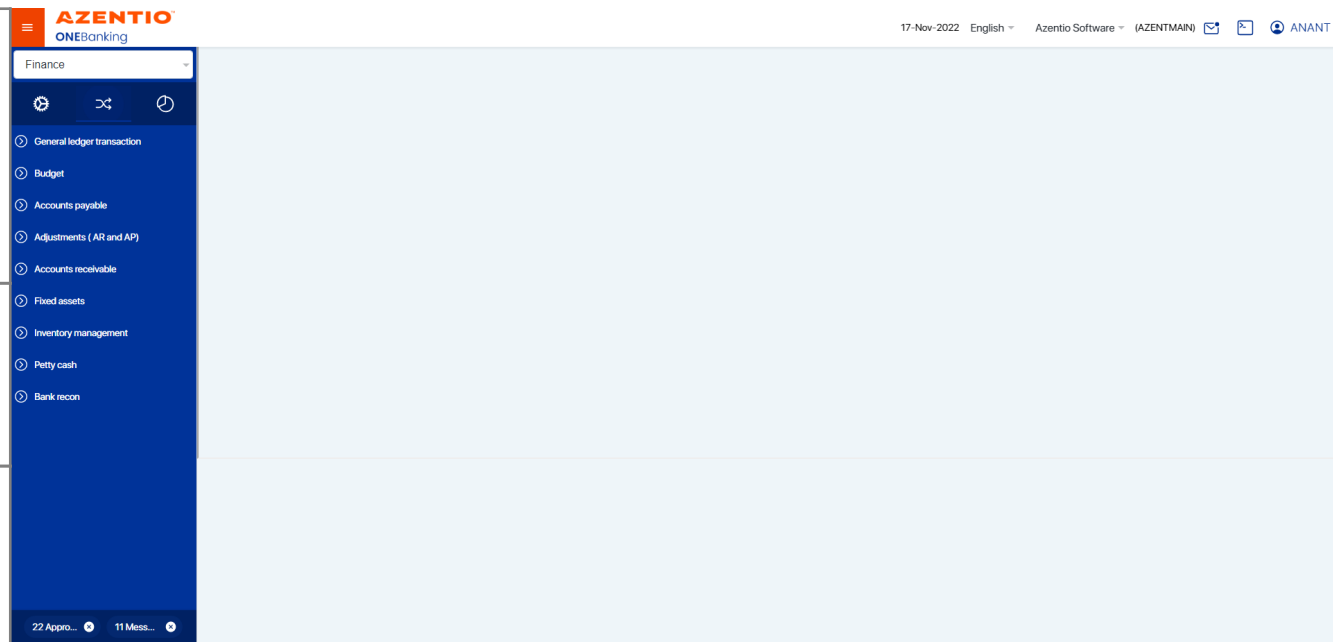 AZENTIO
ONEBanking
17-Nov-2022 English Azentio Software (AZENTMAIN) ANANT
Finance
General ledger transaction
Budget
Accounts payable
Adjustments ( AR and AP)
Accounts receivable
Fixed assets
Inventory management
Petty cash
Bank recon
22 Appro... 11 Mess...